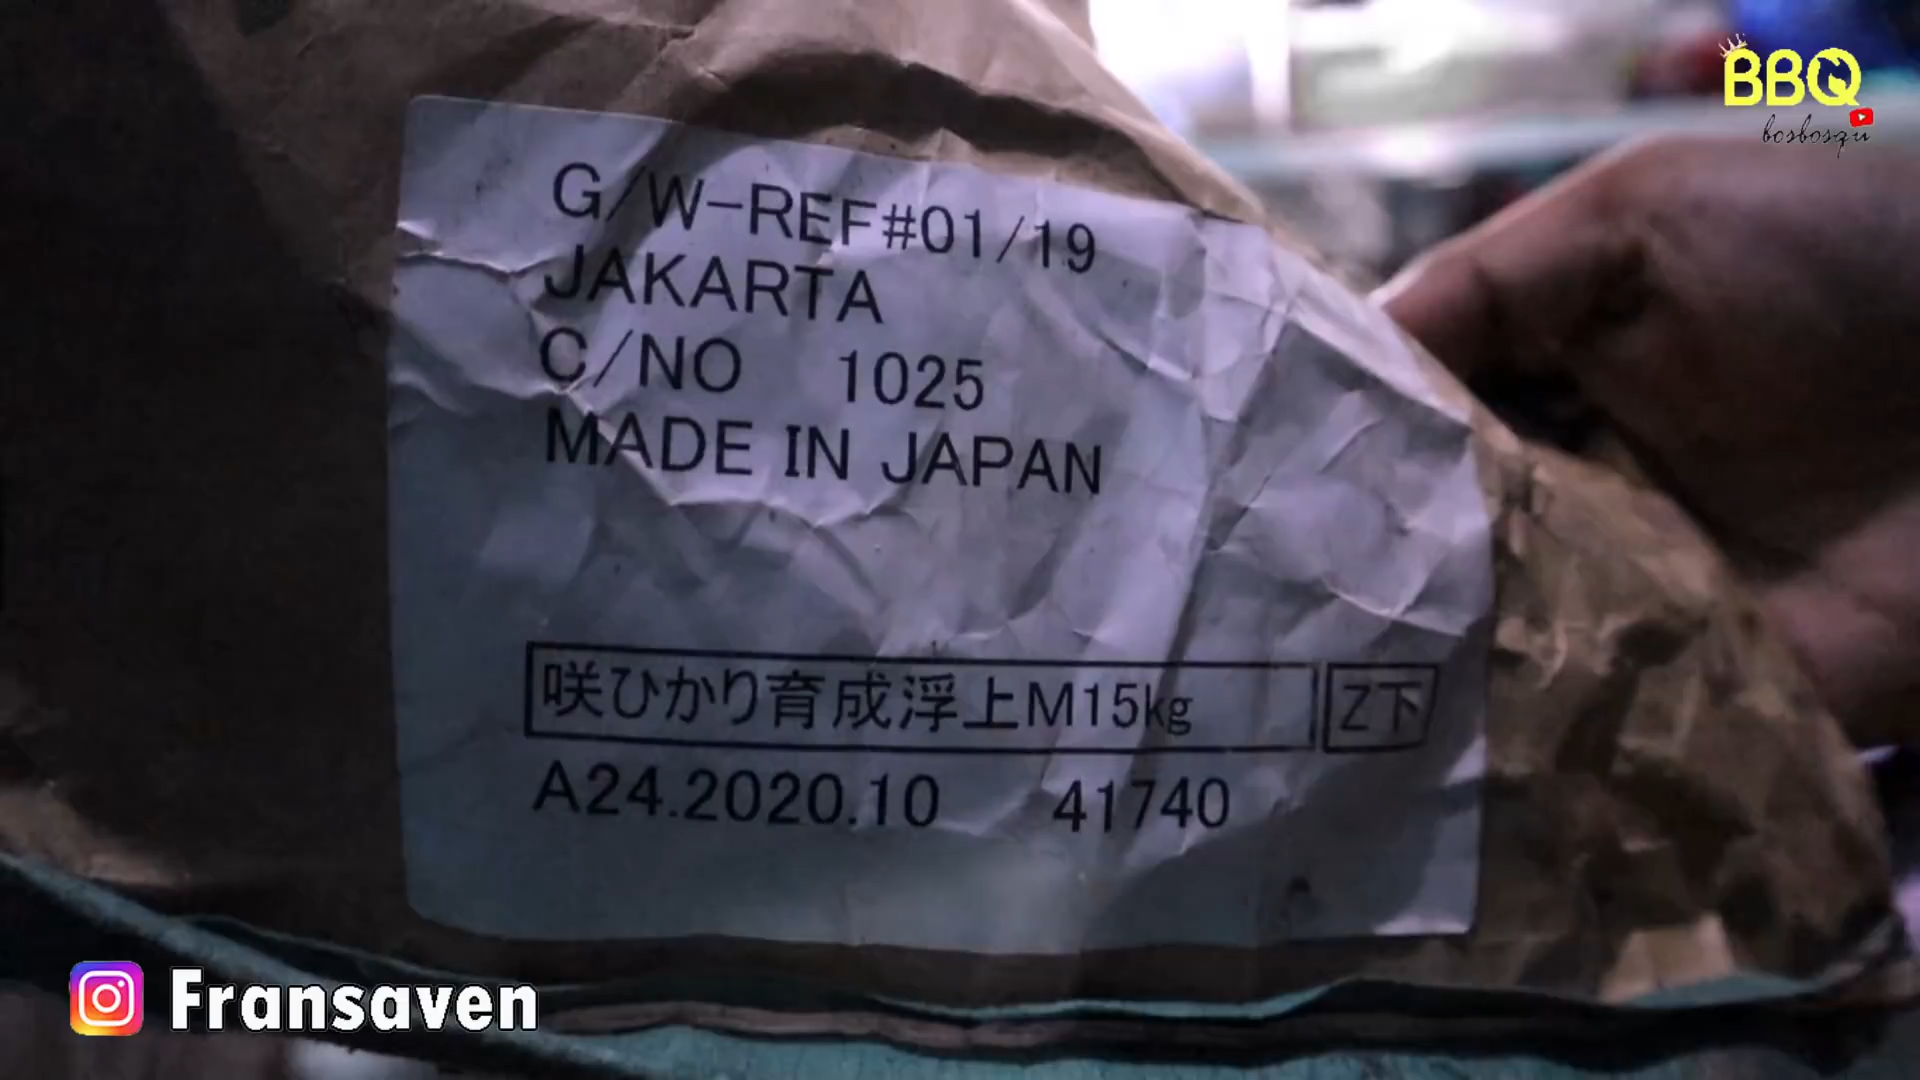 BBQ
bosbosqu
G/W-REF#01/19
JAKARTA
C/NO 1025
MADE IN JAPAN
咲ひかり育成浮上M15kg Z下
A24.2020.10 41740
Fransaven